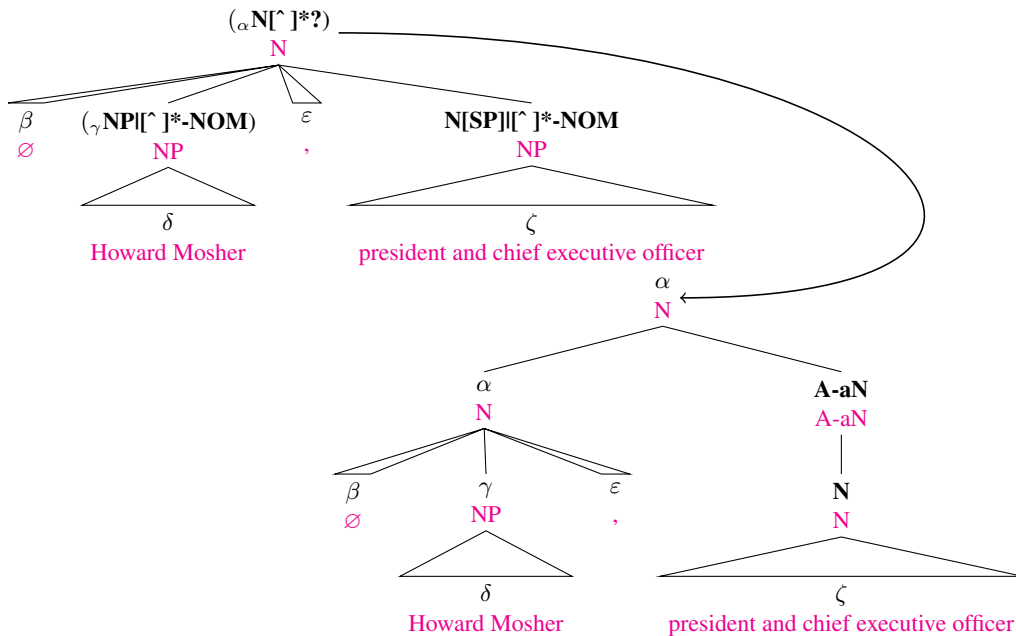 (αN[ˆ ]*?)
N
β (γNP|[ˆ ]*-NOM) ε N[SP]|[ˆ ]*-NOM
∅ NP , NP
δ ζ
Howard Mosher president and chief executive officer
α
N
α A-aN
N A-aN
β γ ε N
∅ NP , N
δ ζ
Howard Mosher president and chief executive officer